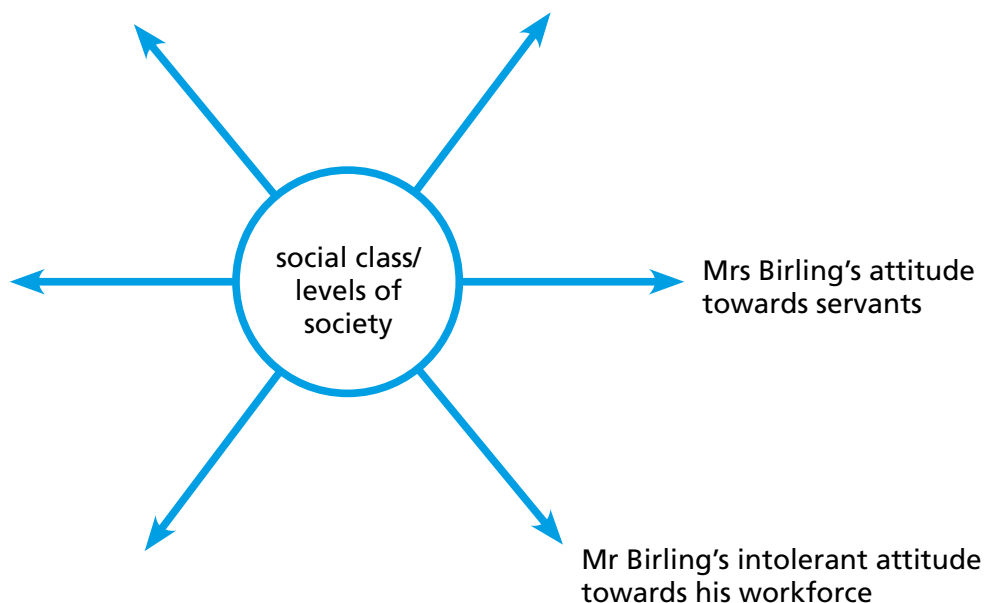 social class/
levels of
society
Mrs Birling’s attitude
towards servants
Mr Birling’s intolerant attitude
towards his workforce